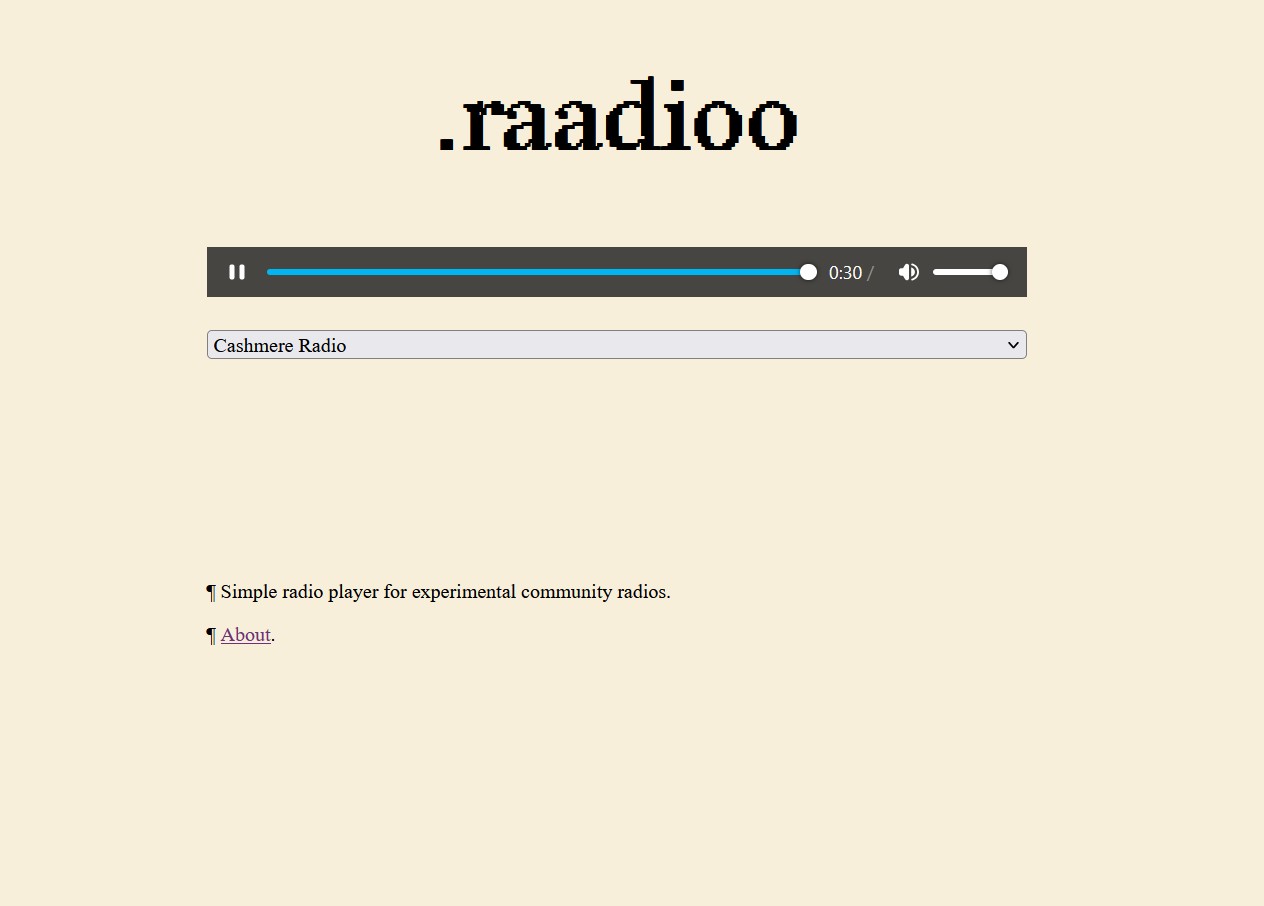 .raadioo
0:30 /
Cashmere Radio
¶ Simple radio player for experimental community radios.
¶ About.